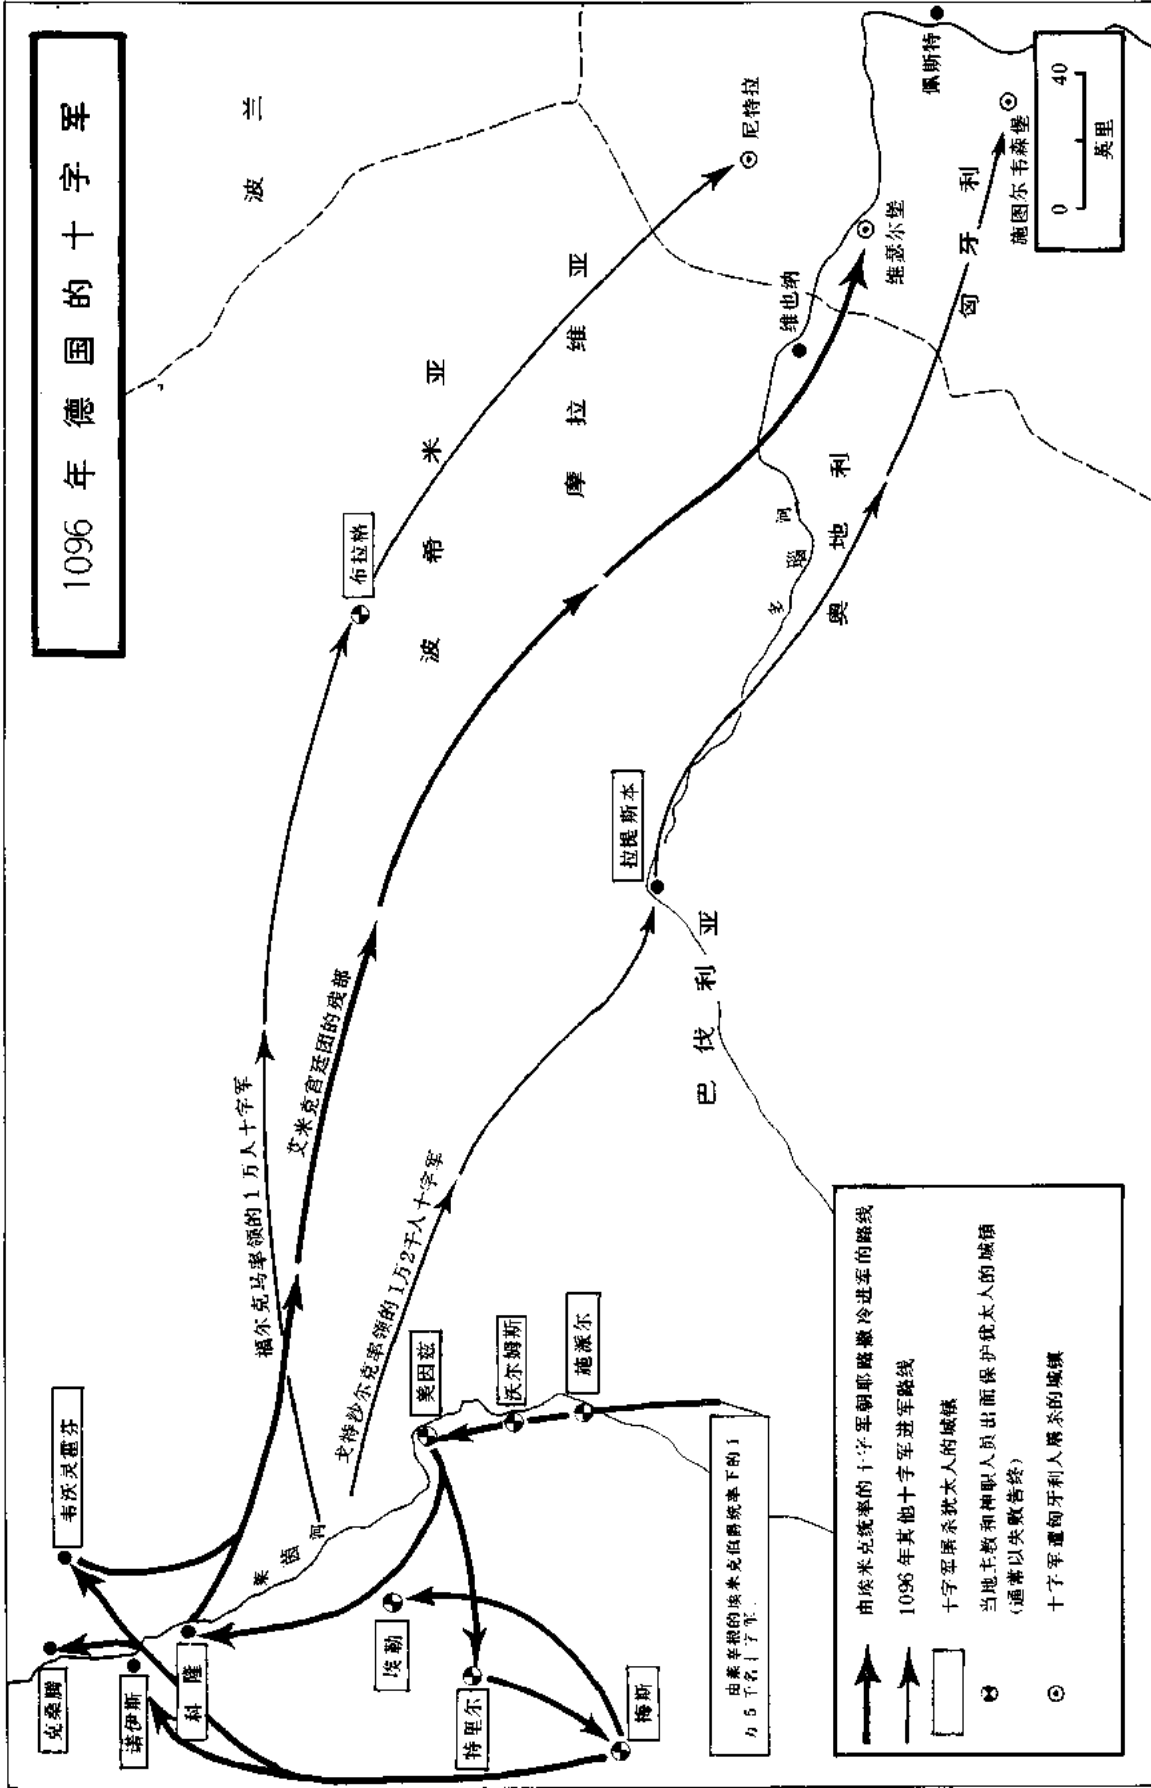 1096年德国的十字军
波兰
尼特拉
佩斯特
施图尔韦森堡
0 40
英里
匈牙利
维瑟尔堡
维也纳
摩拉维亚
波希米亚
布拉格
奥地利
多瑙河
拉提斯本
巴伐利亚
福尔克马率领的1万人十字军
艾米克宫廷团的残部
戈特沙尔克率领的1万2千人十字军
美因兹
沃尔姆斯
施派尔
韦沃灵霍芬
莱茵河
克桑腾
诺伊斯
科隆
埃勒
特里尔
梅斯
由莱辛根的埃米克伯爵统率下的1
万5千名十字军.
由埃米克统率的十字军朝耶路撒冷进军的路线
1096年其他十字军进军路线
十字军屠杀犹太人的城镇
当地主教和神职人员出面保护犹太人的城镇
(通常以失败告终)
十字军遭匈牙利人屠杀的城镇